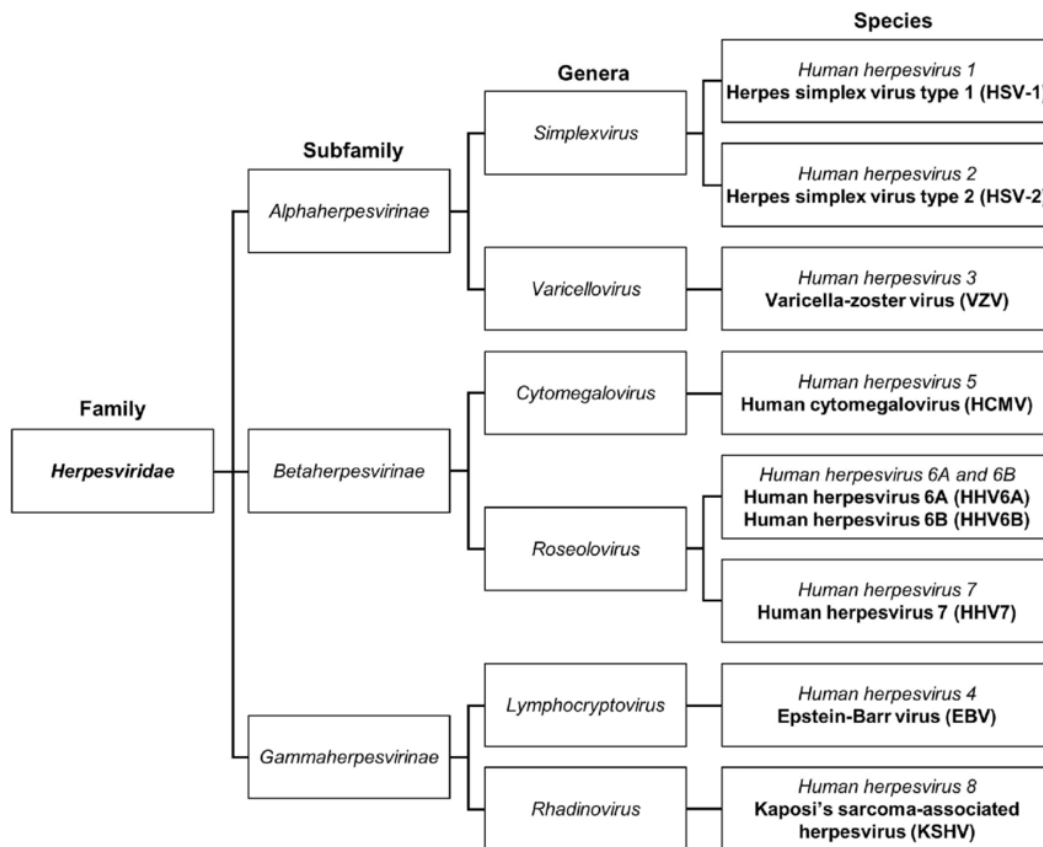 Species
Genera
Subfamily
Family
Herpesviridae
Alphaherpesvirinae
Simplexvirus
Human herpesvirus 1
Herpes simplex virus type 1 (HSV-1)
Human herpesvirus 2
Herpes simplex virus type 2 (HSV-2)
Varicellovirus
Human herpesvirus 3
Varicella-zoster virus (VZV)
Betaherpesvirinae
Cytomegalovirus
Human herpesvirus 5
Human cytomegalovirus (HCMV)
Roseolovirus
Human herpesvirus 6A and 6B
Human herpesvirus 6A (HHV6A)
Human herpesvirus 6B (HHV6B)
Human herpesvirus 7
Human herpesvirus 7 (HHV7)
Gammaherpesvirinae
Lymphocryptovirus
Human herpesvirus 4
Epstein-Barr virus (EBV)
Rhadinovirus
Human herpesvirus 8
Kaposi's sarcoma-associated
herpesvirus (KSHV)